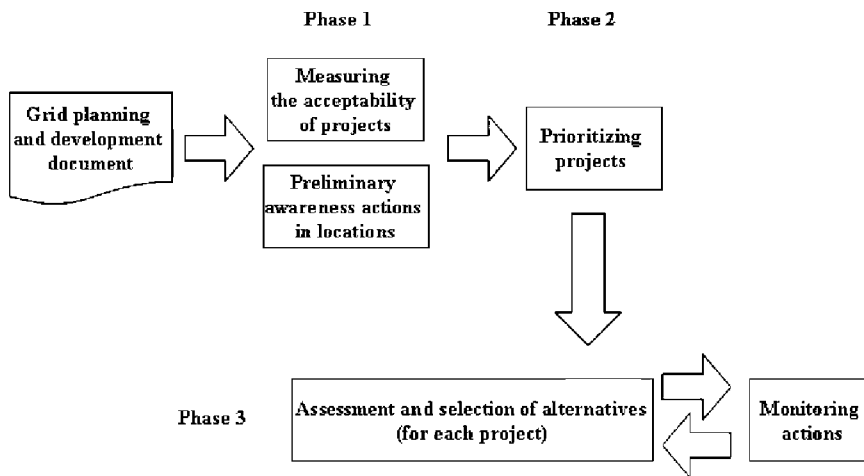 Phase 1
Phase 2
Grid planning
and development
document
Measuring
the acceptability
of projects
Preliminary
awareness actions
in locations
Prioritizing
projects
Phase 3
Assessment and selection of alternatives
(for each project)
Monitoring
actions